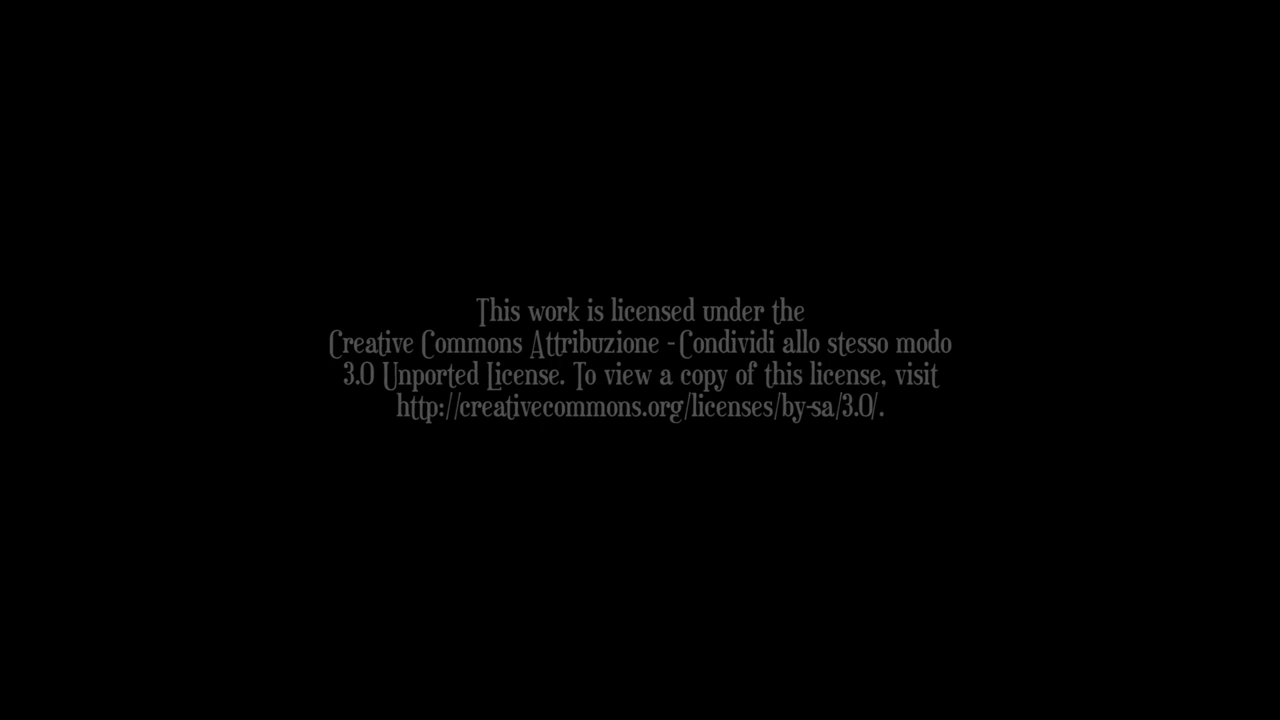 This work is licensed under the
Creative Commons Attribuzione - Condividi allo stesso modo
3.0 Unported License. To view a copy of this license, visit
http://creativecommons.org/licenses/by-sa/3.0/.